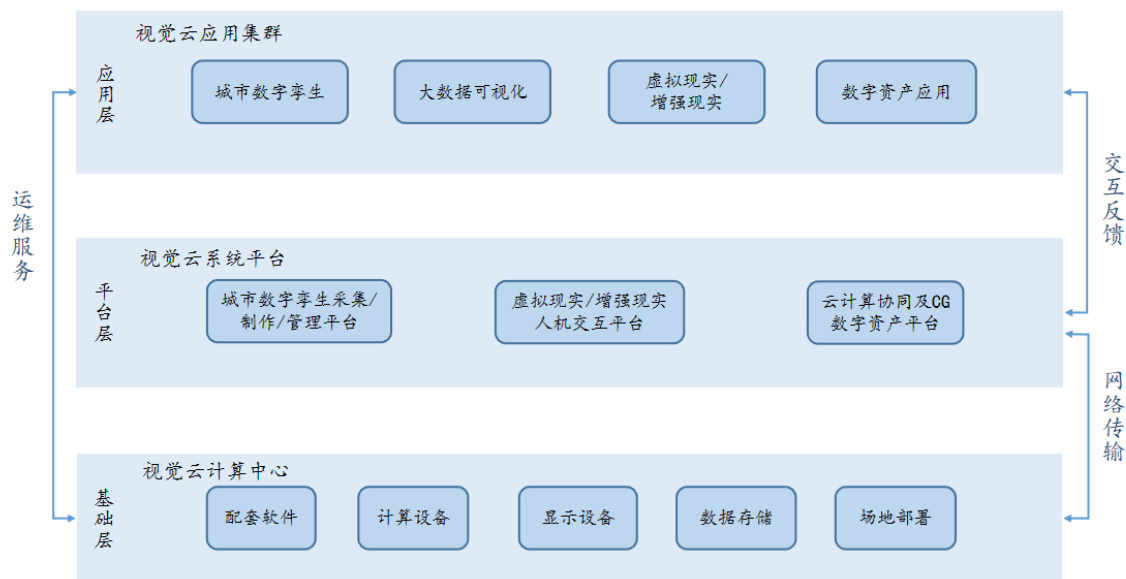 视觉云应用集群
应用层
城市数字孪生
大数据可视化
虚拟现实/
增强现实
数字资产应用
运维服务
交互反馈
视觉云系统平台
平台层
城市数字孪生采集/
制作/管理平台
虚拟现实/增强现实
人机交互平台
云计算协同及CG
数字资产平台
网络传输
视觉云计算中心
基础层
配套软件
计算设备
显示设备
数据存储
场地部署